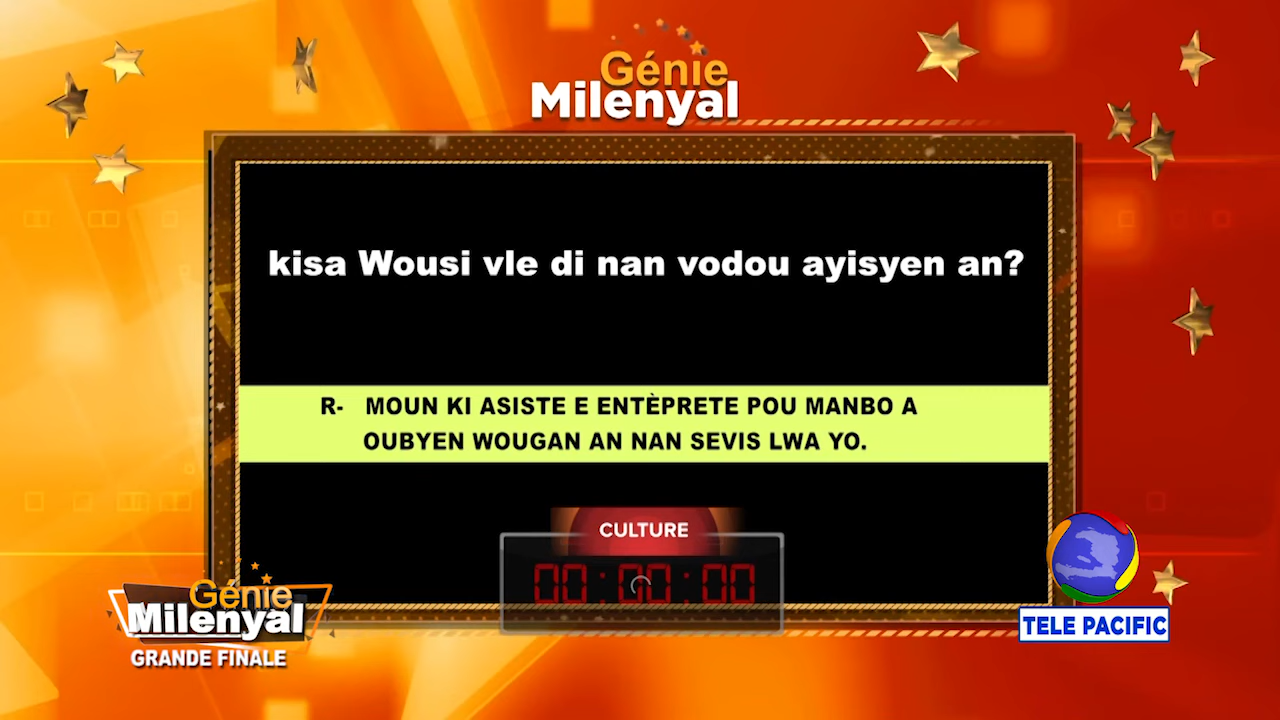 Génie
Milenyal
kisa Wousi vle di nan vodou ayisyen an?
R- MOUN KI ASISTE E ENTÈPRETE POU MANBO A
OUBYEN WOUGAN AN NAN SEVIS LWA YO.
CULTURE
00:00:00
Génie
Milenyal
GRANDE FINALE
TELE PACIFIC